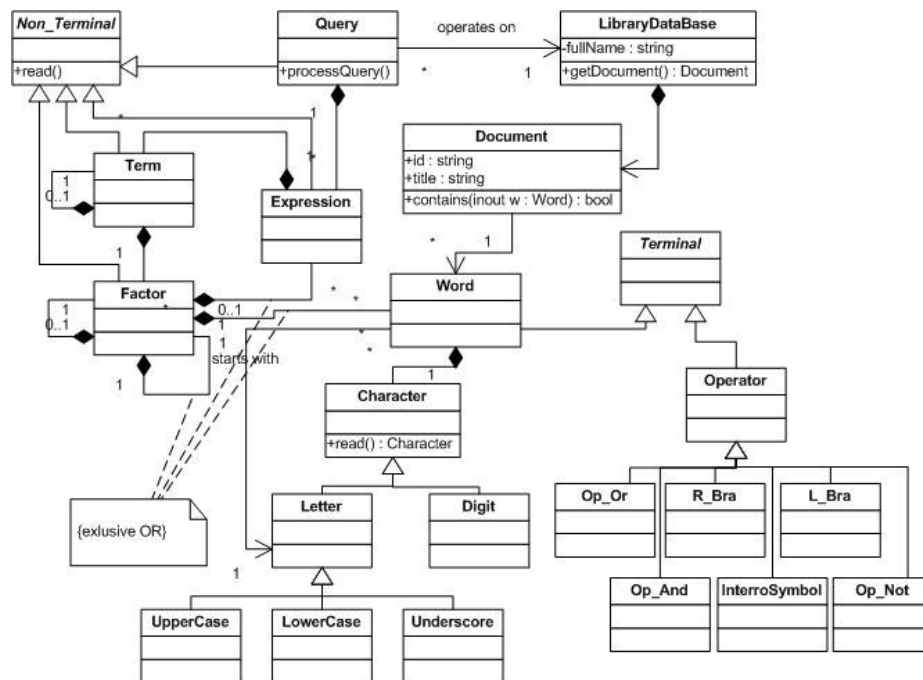 Non_Terminal
+read()
Query
+processQuery()
operates on
*
1
LibraryDataBase
-fullName : string
+getDocument() : Document
*
1
Document
+id : string
+title : string
+contains(inout w : Word) : bool
Term
1
0..1
Expression
*
1
1
*
Terminal
Factor
1
0..1
*
0..1
1
1
starts with
1
*
*
*
*
Word
Character
+read() : Character
1
Operator
{exlusive OR}
Letter
1
Digit
Op_Or
R_Bra
L_Bra
UpperCase
LowerCase
Underscore
Op_And
InterroSymbol
Op_Not